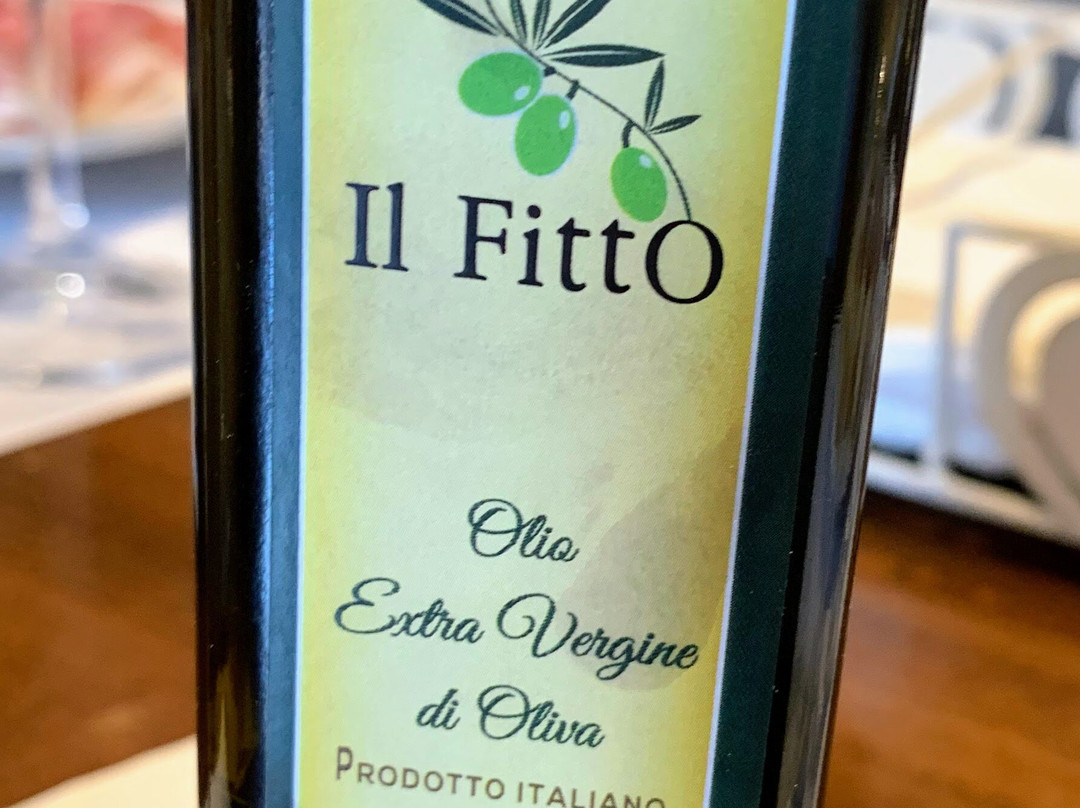 Il FittO
Olio
Extra Vergine
di Oliva
PRODOTTO ITALIANO